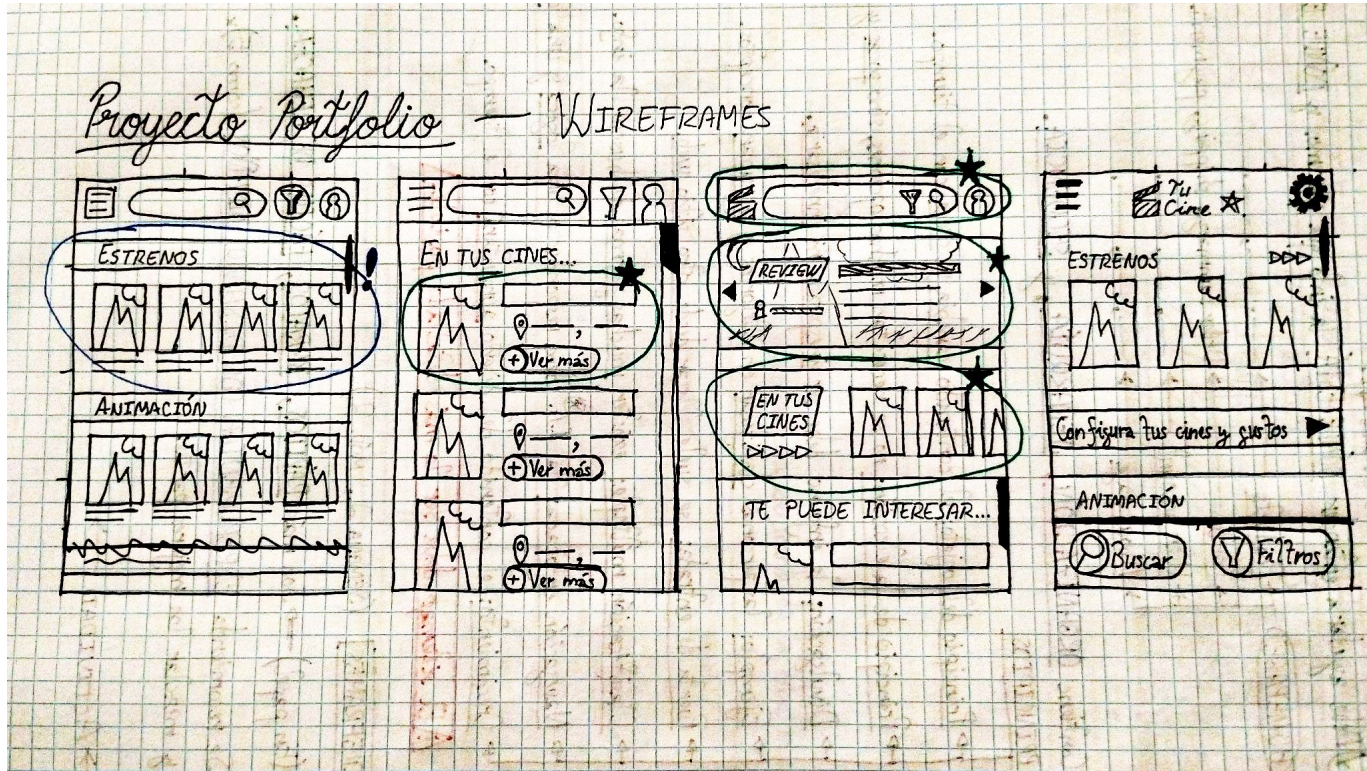 Proyecto Portfolio — WIREFRAMES
ESTRENOS
!
ANIMACIÓN
EN TUS CINES...
+ Ver más
+ Ver más
+ Ver más
REVIEW
EN TUS
CINES
TE PUEDE INTERESAR...
Tu
Cine
ESTRENOS
Configura tus cines y gustos
ANIMACIÓN
Buscar
Filtros